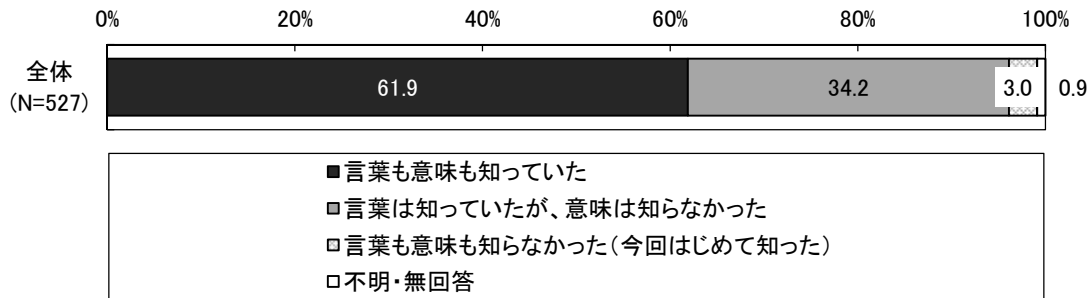 0% 20% 40% 60% 80% 100%
全体
(N=527)
61.9 34.2 3.0 0.9
■言葉も意味も知っていた
■言葉は知っていたが、意味は知らなかった
言葉も意味も知らなかった(今回はじめて知った)
□不明・無回答